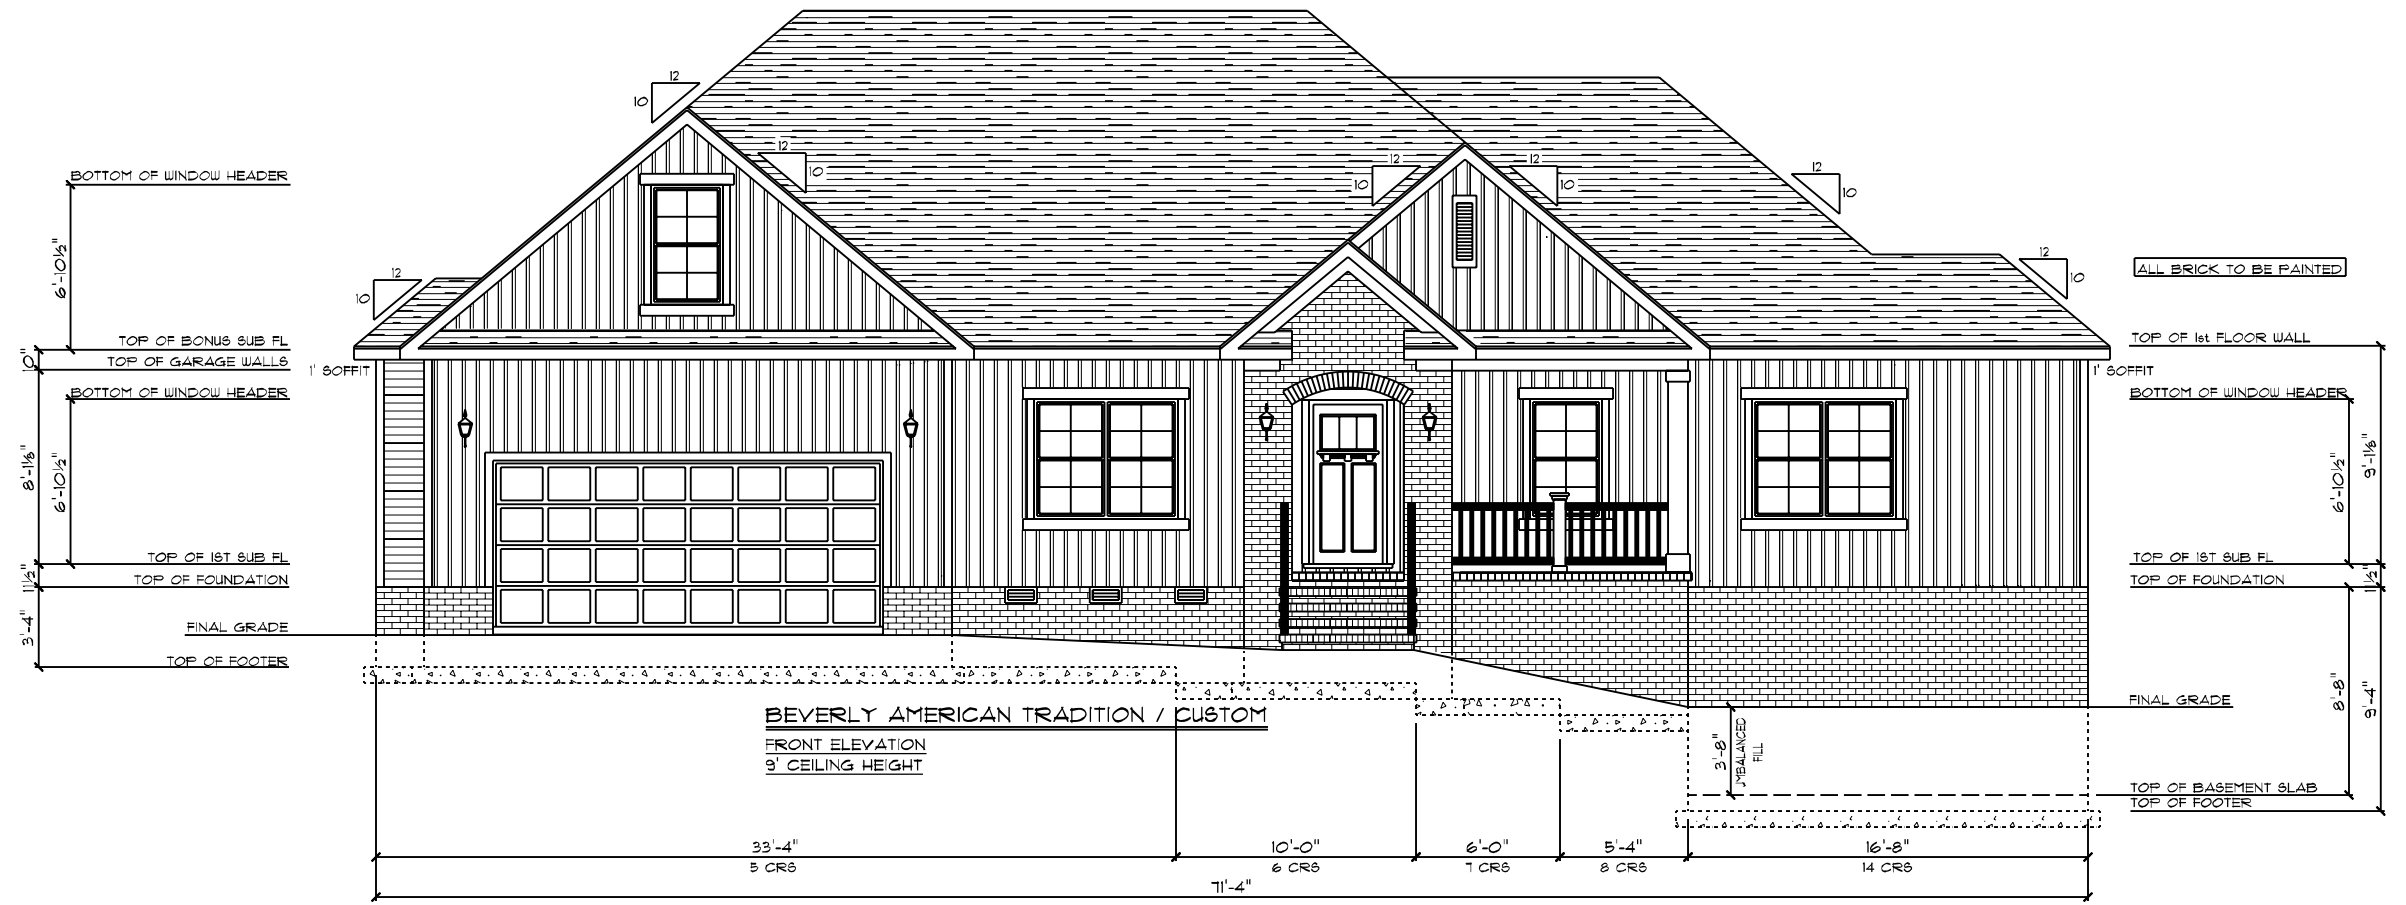 12
10
12
10
12
10
12
10
12
10
12
10
12
10
BOTTOM OF WINDOW HEADER
6'-10½"
TOP OF BONUS SUB FL
10"
TOP OF GARAGE WALLS
1' SOFFIT
BOTTOM OF WINDOW HEADER
8'-1⅛"
6'-10½"
TOP OF 1ST SUB FL
11½"
TOP OF FOUNDATION
3'-4"
FINAL GRADE
TOP OF FOOTER
ALL BRICK TO BE PAINTED
TOP OF 1st FLOOR WALL
1' SOFFIT
BOTTOM OF WINDOW HEADER
9'-1⅛"
6'-10½"
TOP OF 1ST SUB FL
11½"
TOP OF FOUNDATION
8'-8"
9'-4"
FINAL GRADE
3'-8"
UMBALANCED
FILL
TOP OF BASEMENT SLAB
TOP OF FOOTER
BEVERLY AMERICAN TRADITION / CUSTOM
FRONT ELEVATION
9' CEILING HEIGHT
33'-4" 10'-0" 6'-0" 5'-4" 16'-8"
5 CRS 6 CRS 7 CRS 8 CRS 14 CRS
71'-4"